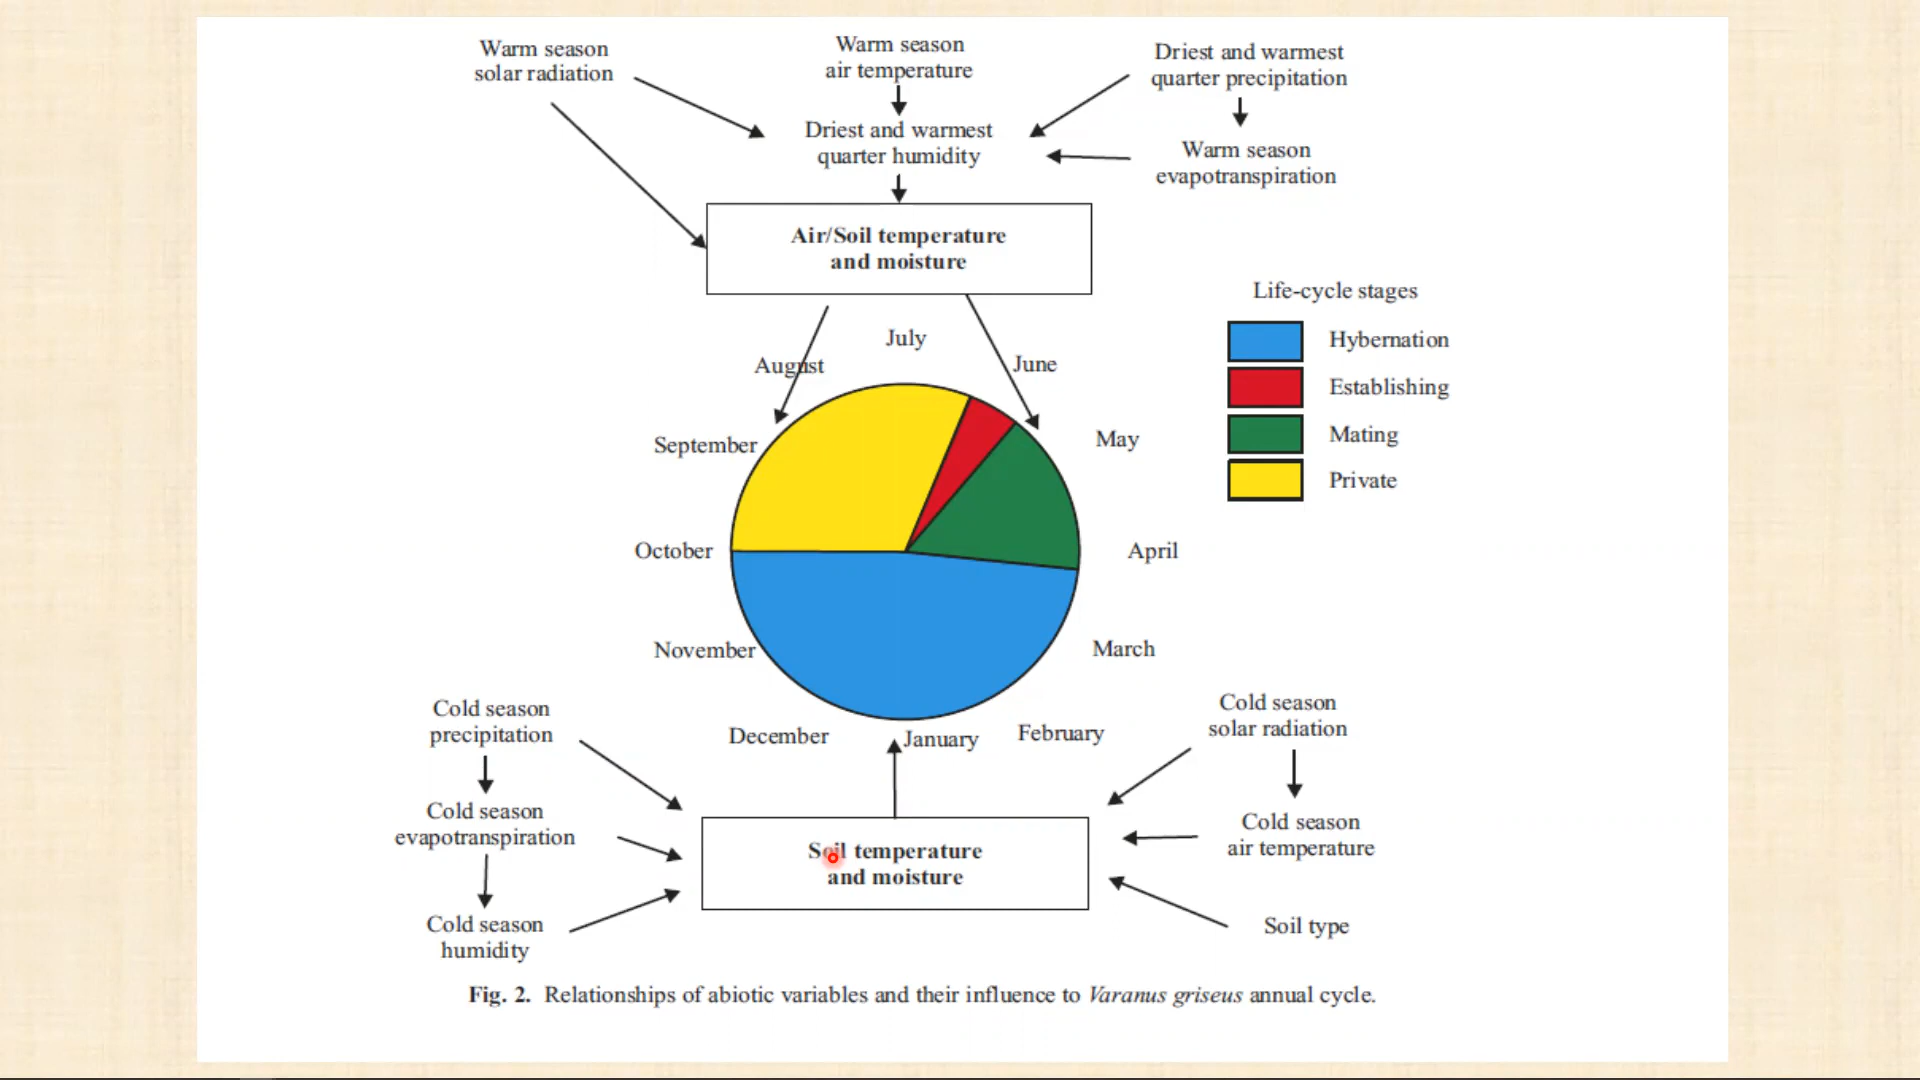 Warm season
solar radiation
Warm season
air temperature
Driest and warmest
quarter precipitation
Driest and warmest
quarter humidity
Warm season
evapotranspiration
Air/Soil temperature
and moisture
Life-cycle stages
Hybernation
Establishing
Mating
Private
July
August
June
September
May
October
April
November
March
December
January
February
Cold season
precipitation
Cold season
solar radiation
Cold season
evapotranspiration
Cold season
air temperature
Soil temperature
and moisture
Cold season
humidity
Soil type
Fig. 2. Relationships of abiotic variables and their influence to Varanus griseus annual cycle.